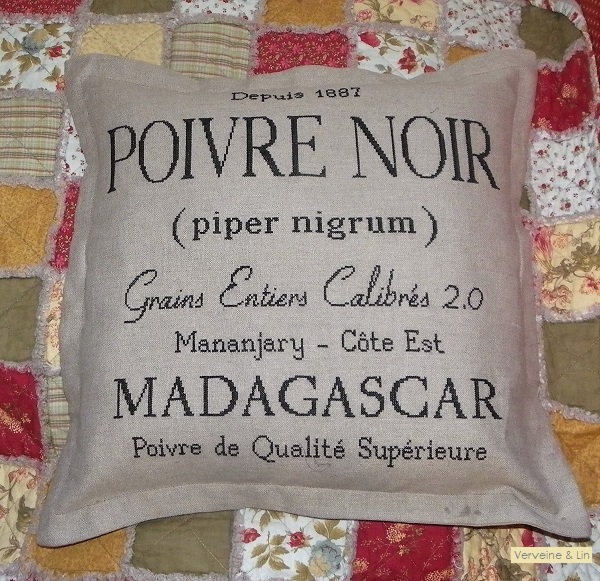 Depuis 1887
POIVRE NOIR
(piper nigrum)
Grains Entiers Calibrés 2.0
Mananjary - Côte Est
MADAGASCAR
Poivre de Qualité Supérieure
Verveine & Lin